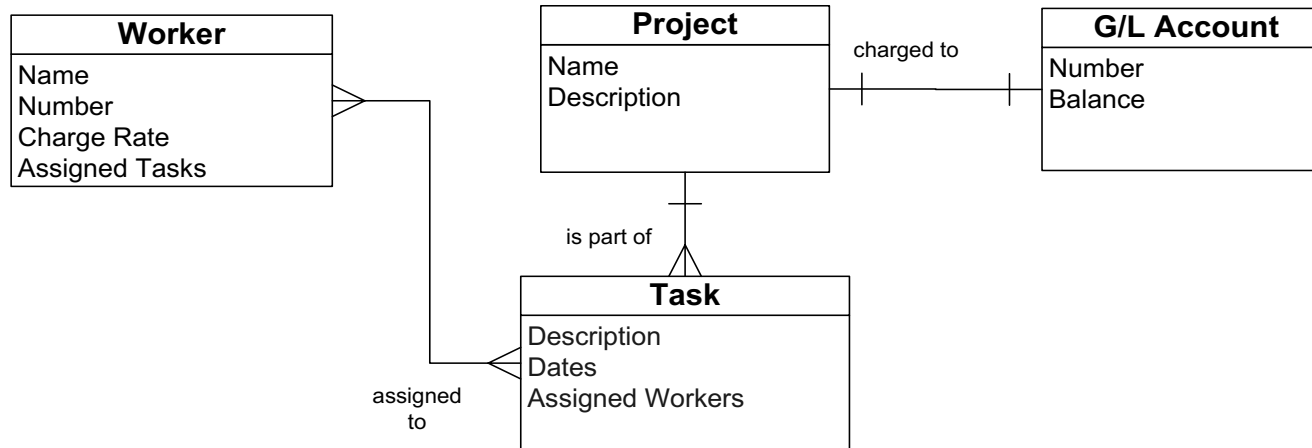 Worker
Name
Number
Charge Rate
Assigned Tasks
Project
Name
Description
charged to
G/L Account
Number
Balance
is part of
Task
Description
Dates
Assigned Workers
assigned
to